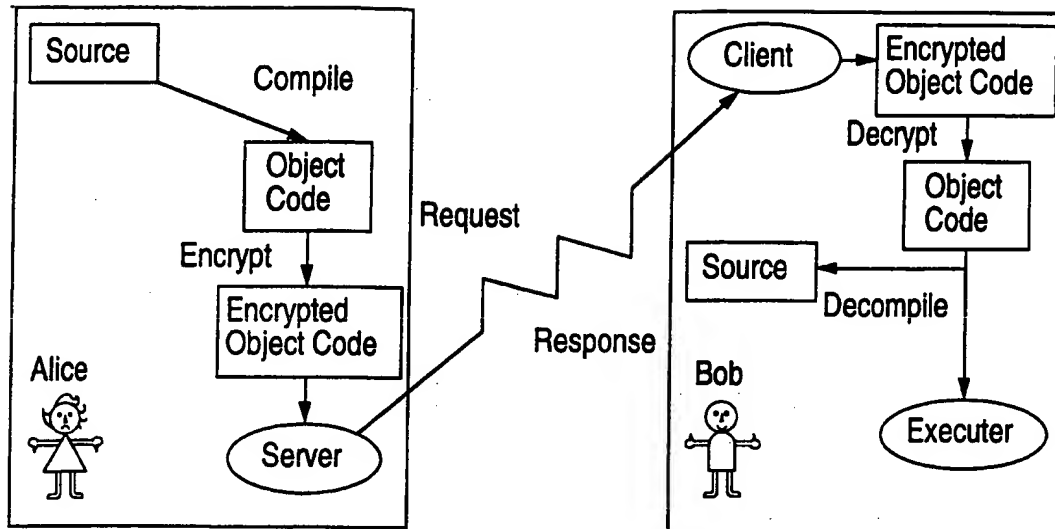 Source
Compile
Object
Code
Encrypt
Encrypted
Object Code
Alice
Server
Request
Response
Client
Encrypted
Object Code
Decrypt
Object
Code
Source
Decompile
Bob
Executer